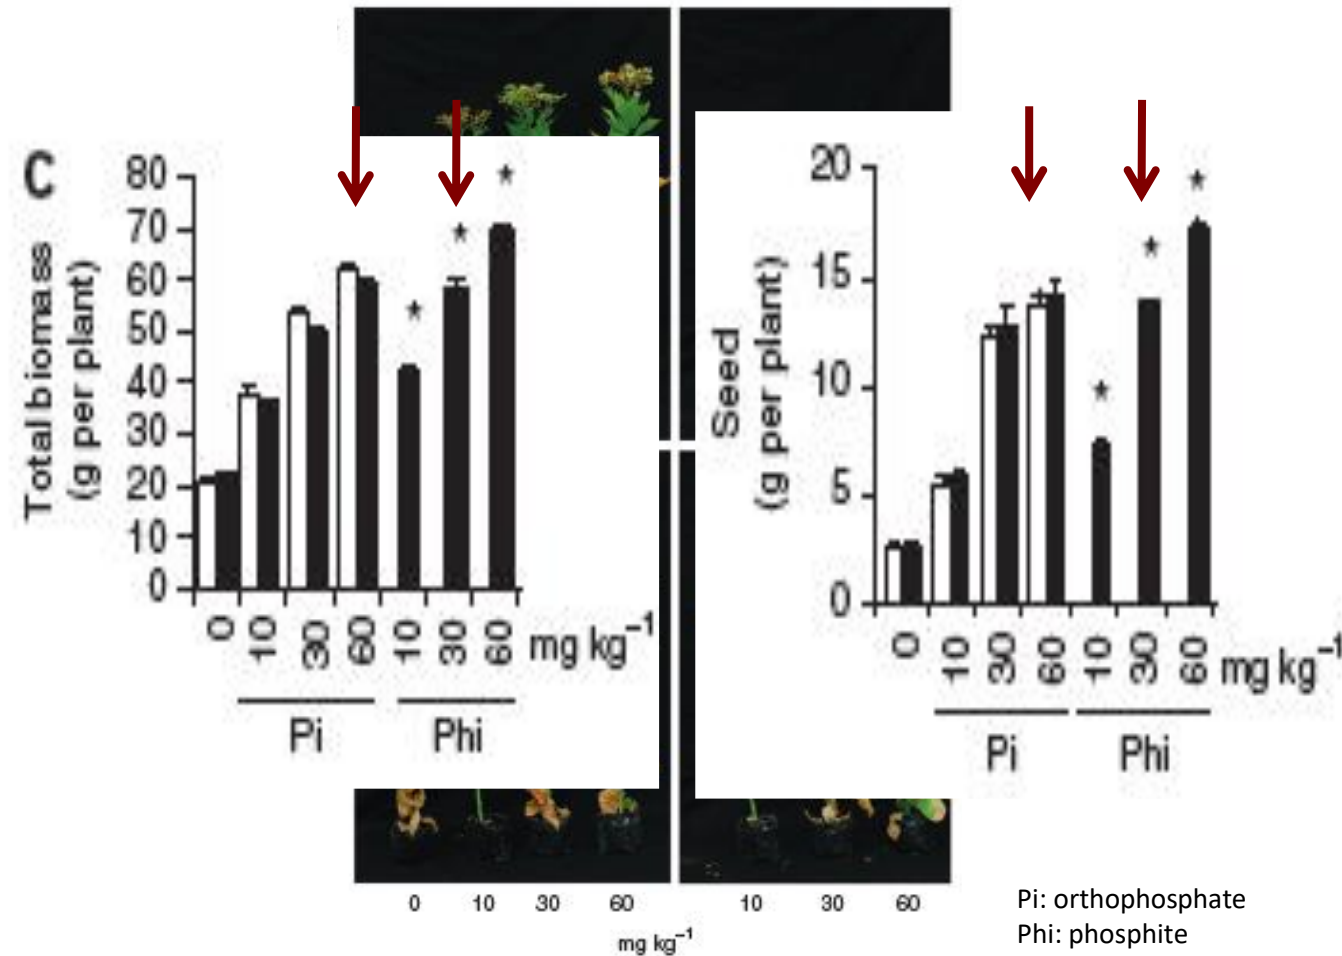 C
Total biomass
(g per plant)
80
70
60
50
40
30
20
10
0
*
*
*
0 10 30 60 10 30 60 mg kg⁻¹
Pi Phi
Seed
(g per plant)
20
15
10
5
0
*
*
*
0 10 30 60 10 30 60 mg kg⁻¹
Pi Phi
0 10 30 60 10 30 60
mg kg⁻¹
Pi: orthophosphate
Phi: phosphite